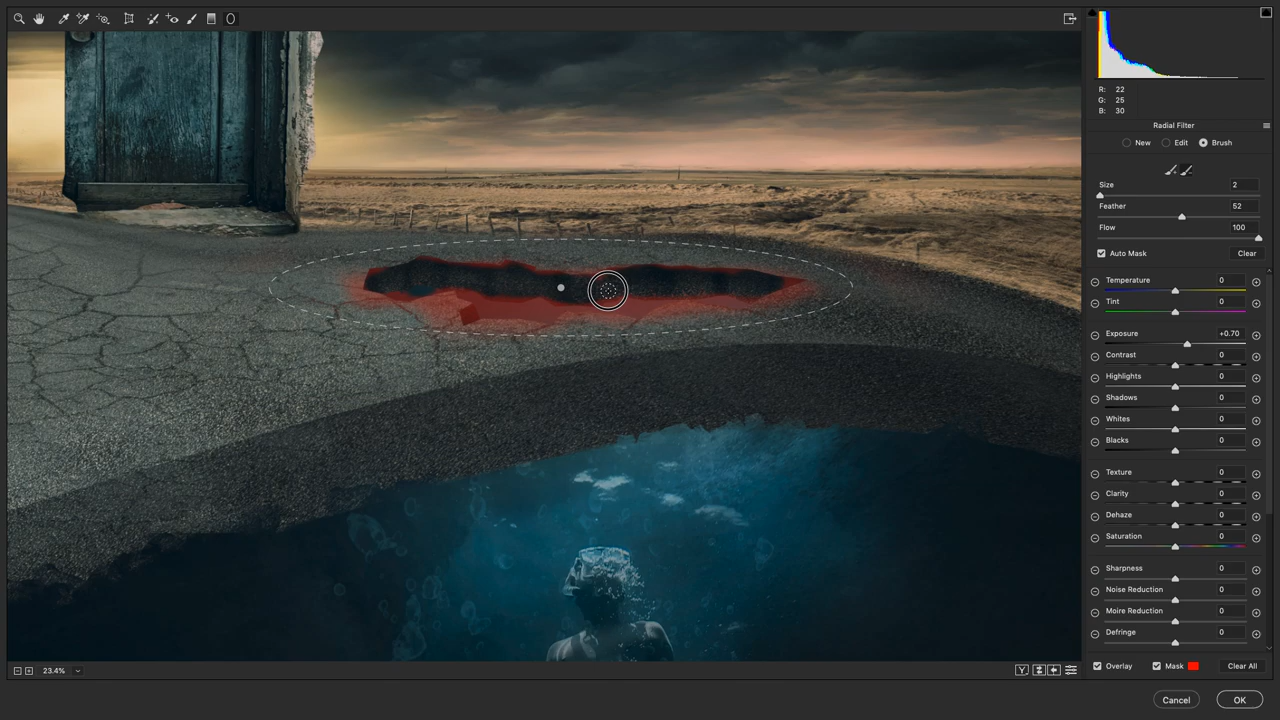 R: 22
G: 25
B: 30
Radial Filter
New Edit Brush
Size 2
Feather 52
Flow 100
Auto Mask Clear
Temperature 0
Tint 0
Exposure +0.70
Contrast 0
Highlights 0
Shadows 0
Whites 0
Blacks 0
Texture 0
Clarity 0
Dehaze 0
Saturation 0
Sharpness 0
Noise Reduction 0
Moire Reduction 0
Defringe 0
23.4% Y Overlay Mask Clear All
Cancel OK